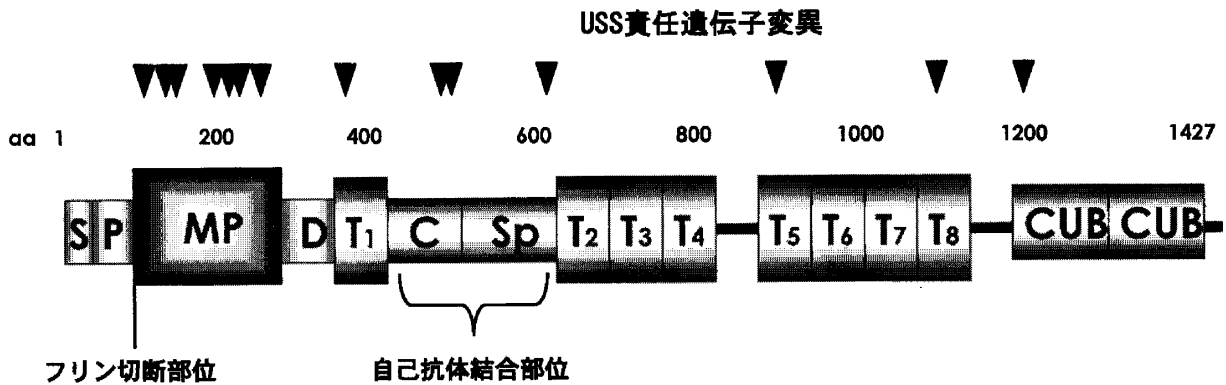 USS責任遺伝子変異
aa 1 200 400 600 800 1000 1200 1427
S P MP D T1 C Sp T2 T3 T4 T5 T6 T7 T8 CUB CUB
フリン切断部位 自己抗体結合部位